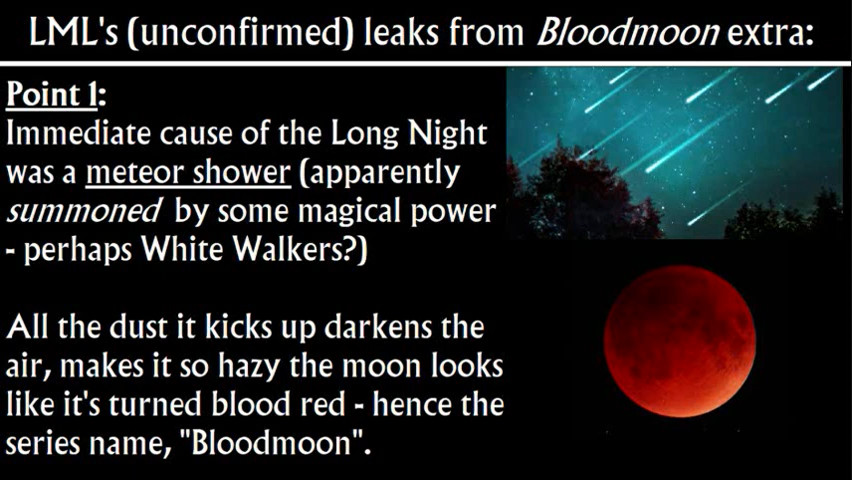 LML's (unconfirmed) leaks from Bloodmoon extra:
Point 1:
Immediate cause of the Long Night
was a meteor shower (apparently
summoned by some magical power
- perhaps White Walkers?)
All the dust it kicks up darkens the
air, makes it so hazy the moon looks
like it's turned blood red - hence the
series name, "Bloodmoon".